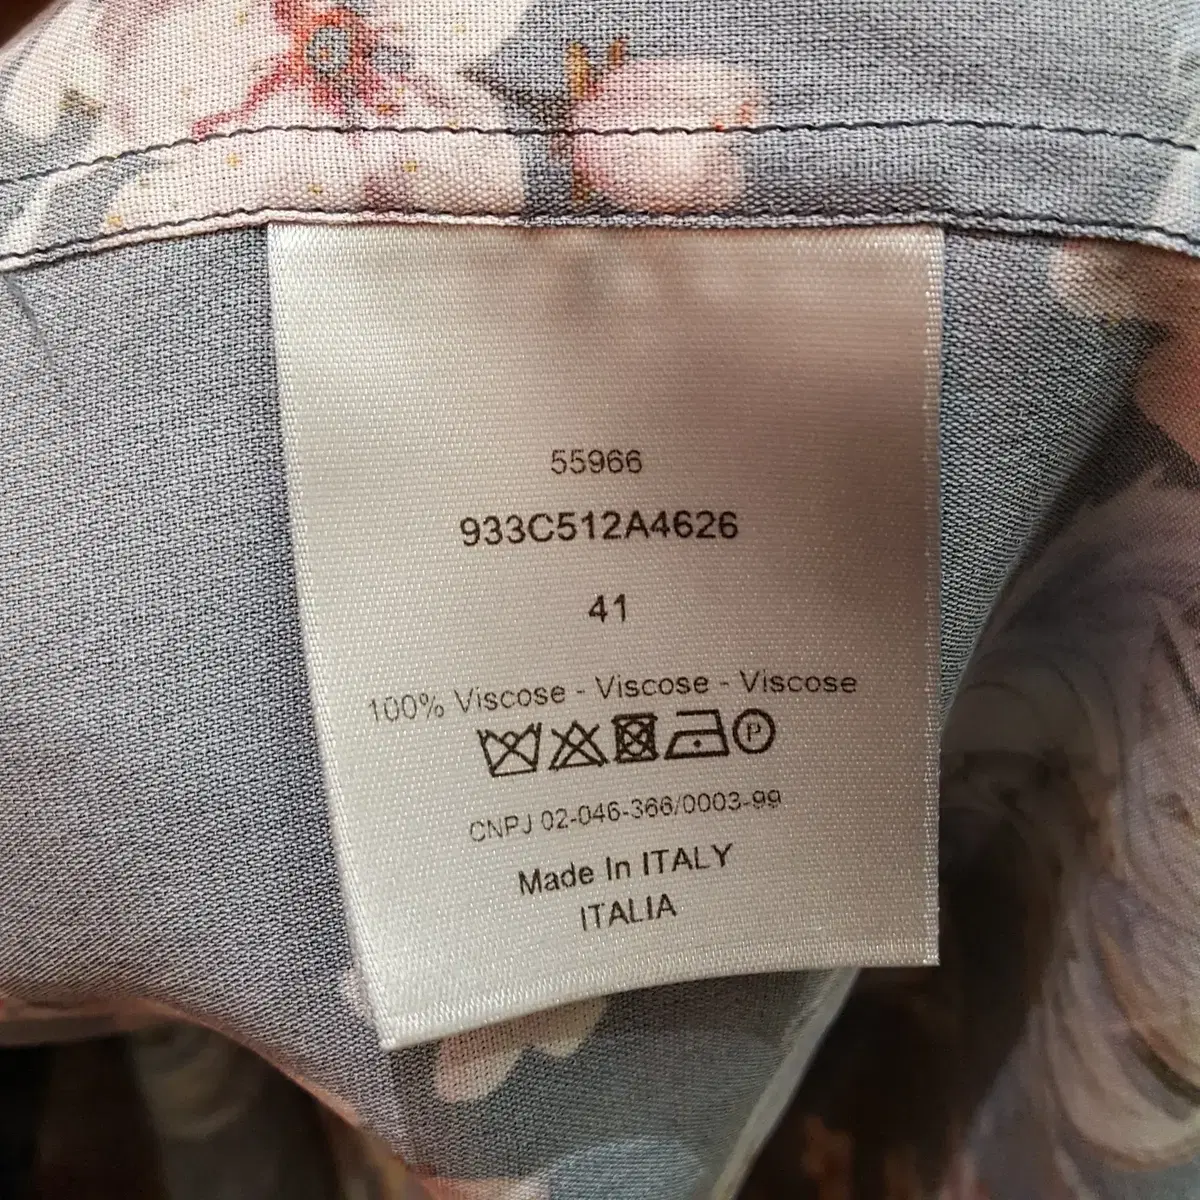 55966
933C512A4626
41
100% Viscose - Viscose - Viscose
P
CNPJ 02-046-366/0003-99
Made In ITALY
ITALIA